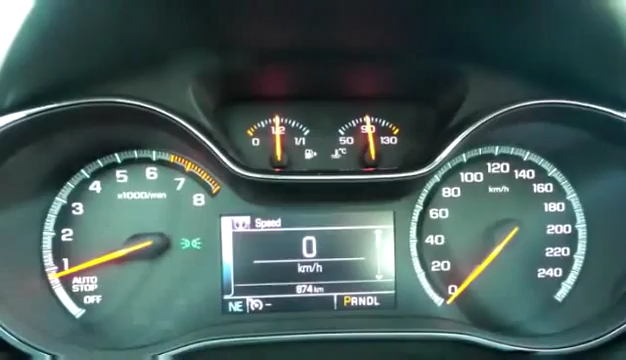 0 1/2 1/1
50 90 130
°C
1 2 3 4 5 6 7 8
x1000/min
AUTO
STOP
OFF
Speed
0
km/h
874 km
NE
PRNDL
0 20 40 60 80 100 120 140 160 180 200 220 240
km/h